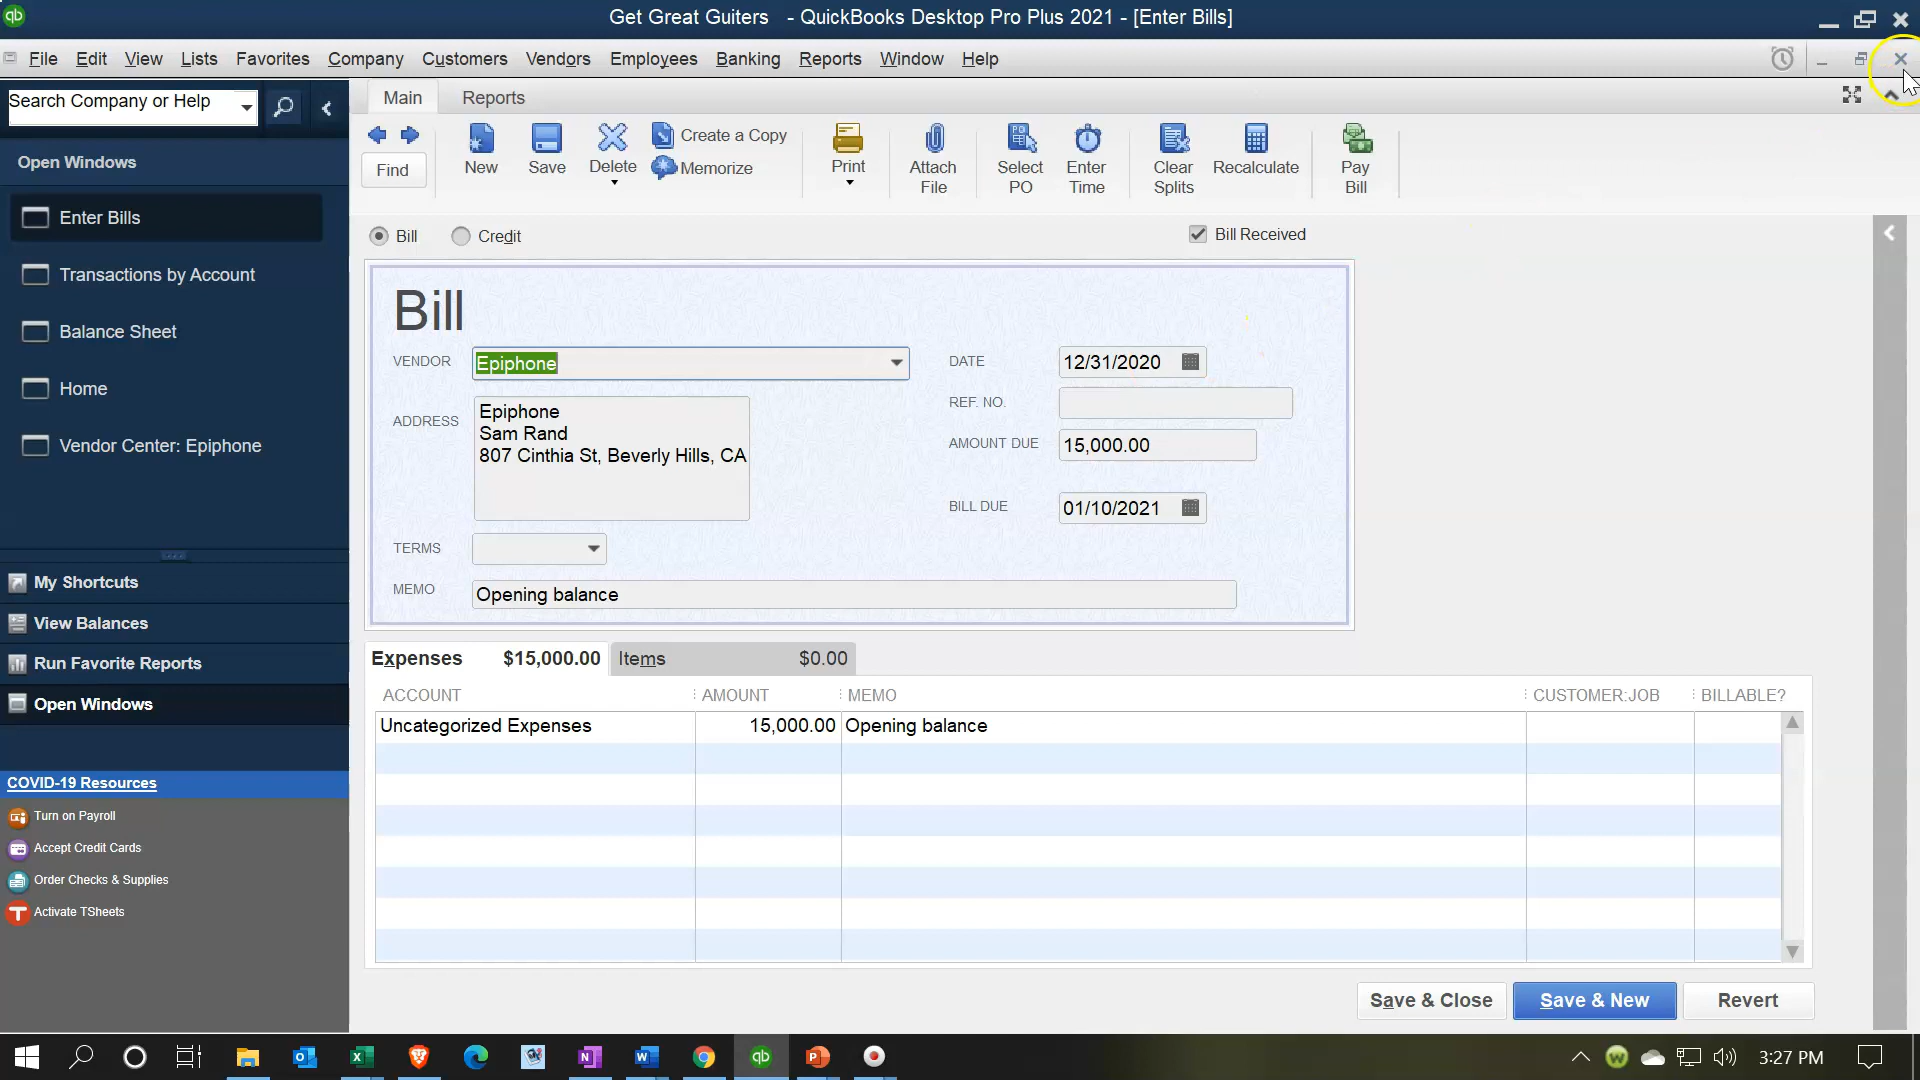 Get Great Guiters - QuickBooks Desktop Pro Plus 2021 - [Enter Bills]
File Edit View Lists Favorites Company Customers Vendors Employees Banking Reports Window Help
Search Company or Help
Main Reports
Find
New
Save
Delete
Create a Copy
Memorize
Print
Attach
File
Select
PO
Enter
Time
Clear
Splits
Recalculate
Pay
Bill
Open Windows
Enter Bills
Transactions by Account
Balance Sheet
Home
Vendor Center: Epiphone
My Shortcuts
View Balances
Run Favorite Reports
Open Windows
COVID-19 Resources
Turn on Payroll
Accept Credit Cards
Order Checks & Supplies
Activate TSheets
Bill Credit Bill Received
Bill
VENDOR Epiphone
DATE 12/31/2020
ADDRESS
Epiphone
Sam Rand
807 Cinthia St, Beverly Hills, CA
REF. NO.
AMOUNT DUE 15,000.00
BILL DUE 01/10/2021
TERMS
MEMO Opening balance
Expenses $15,000.00 Items $0.00
ACCOUNT AMOUNT MEMO CUSTOMER:JOB BILLABLE?
Uncategorized Expenses 15,000.00 Opening balance
Save & Close Save & New Revert
3:27 PM